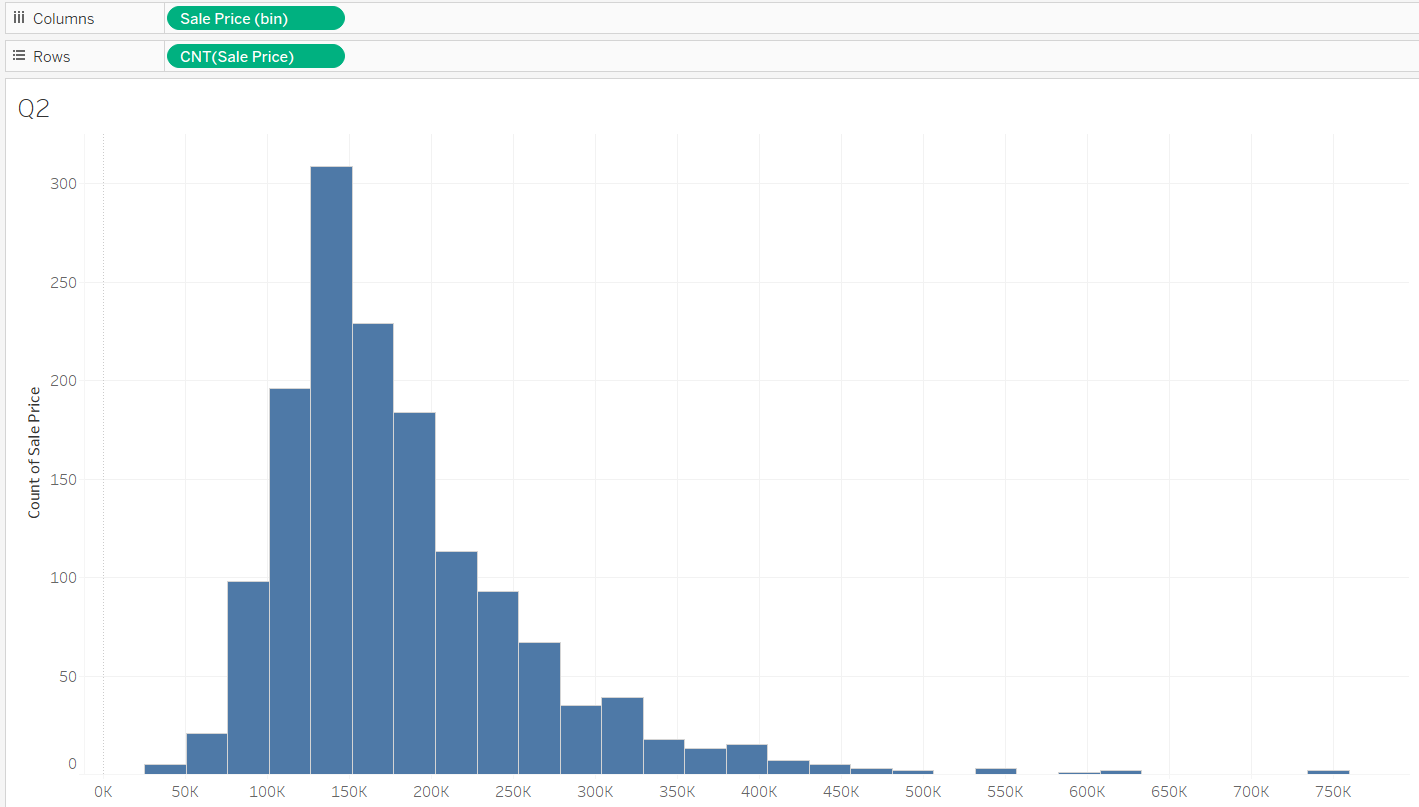 Columns
Sale Price (bin)
Rows
CNT(Sale Price)
Q2
Count of Sale Price
300
250
200
150
100
50
0
0K 50K 100K 150K 200K 250K 300K 350K 400K 450K 500K 550K 600K 650K 700K 750K